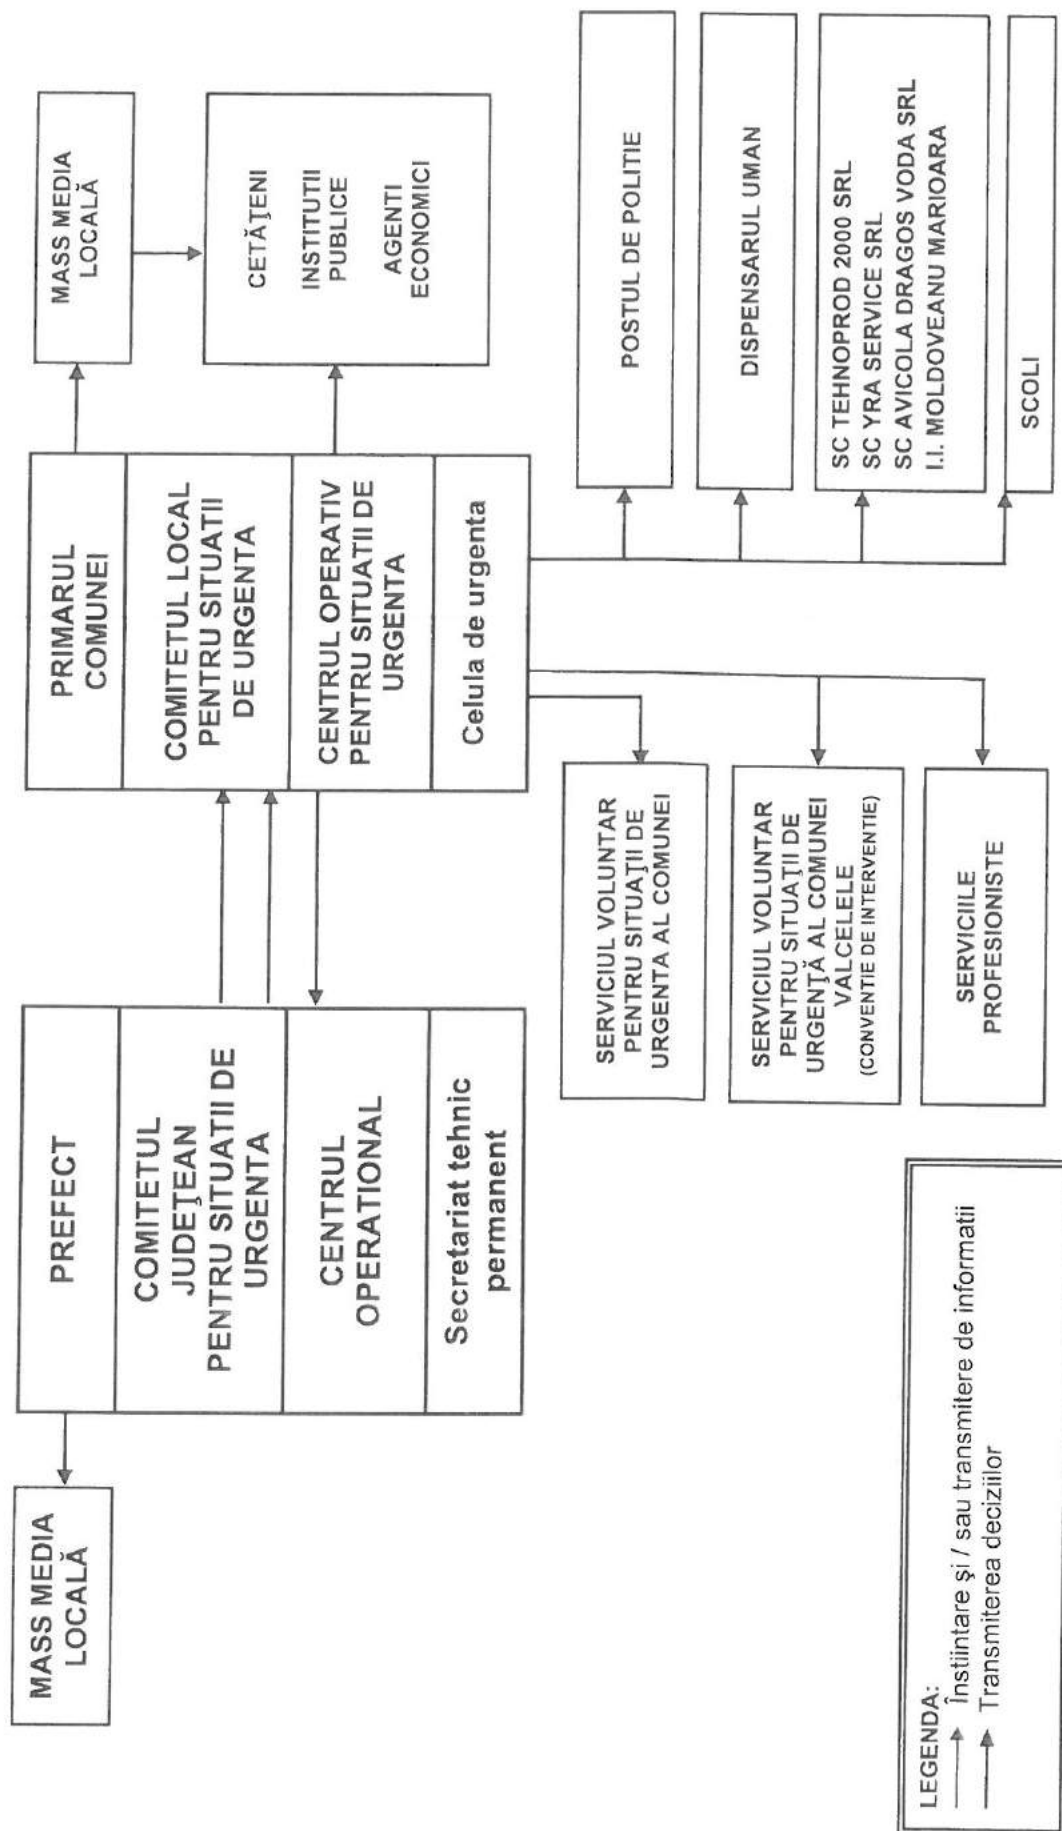 MASS MEDIA
LOCALĂ
PREFECT
COMITETUL
JUDEŢEAN
PENTRU SITUATII DE
URGENTA
CENTRUL
OPERATIONAL
Secretariat tehnic
permanent
PRIMARUL
COMUNEI
COMITETUL LOCAL
PENTRU SITUATII
DE URGENTA
CENTRUL OPERATIV
PENTRU SITUATII DE
URGENTA
Celula de urgenta
MASS MEDIA
LOCALĂ
CETĂŢENI
INSTITUTII
PUBLICE
AGENTI
ECONOMICI
SERVICIUL VOLUNTAR
PENTRU SITUAŢII DE
URGENTA AL COMUNEI
SERVICIUL VOLUNTAR
PENTRU SITUAŢII DE
URGENŢĂ AL COMUNEI
VALCELELE
(CONVENTIE DE INTERVENTIE)
SERVICIILE
PROFESIONISTE
POSTUL DE POLITIE
DISPENSARUL UMAN
SC TEHNOPROD 2000 SRL
SC YRA SERVICE SRL
SC AVICOLA DRAGOS VODA SRL
I.I. MOLDOVEANU MARIOARA
SCOLI
LEGENDA:
Înstiintare şi / sau transmitere de informatii
Transmiterea deciziilor